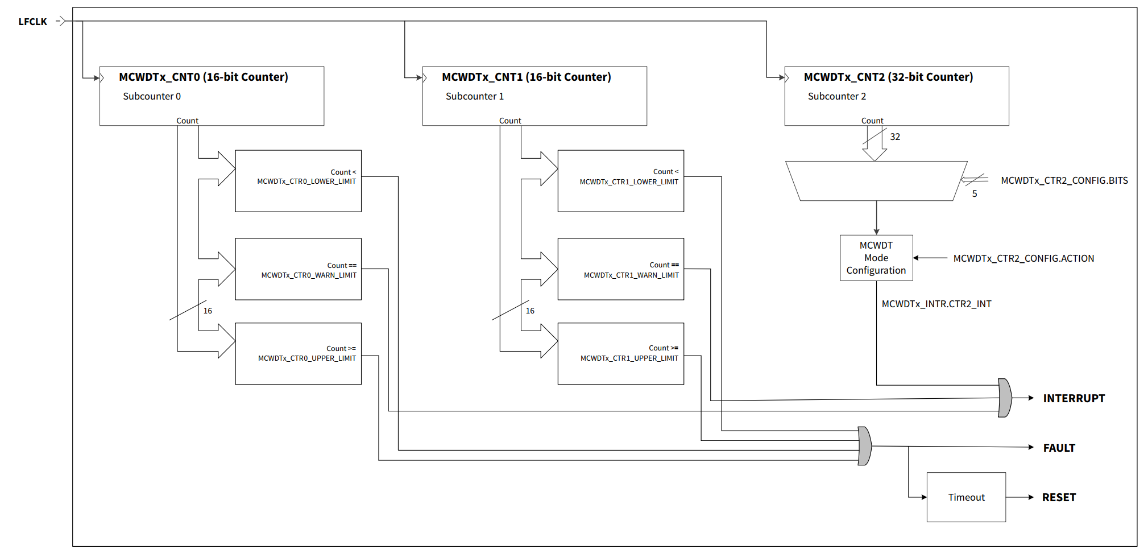 LFCLK
MCWDTx_CNT0 (16-bit Counter)
Subcounter 0
Count
MCWDTx_CNT1 (16-bit Counter)
Subcounter 1
Count
MCWDTx_CNT2 (32-bit Counter)
Subcounter 2
Count
32
Count <
MCWDTx_CTR0_LOWER_LIMIT
Count <
MCWDTx_CTR1_LOWER_LIMIT
MCWDTx_CTR2_CONFIG.BITS
5
Count ==
MCWDTx_CTR0_WARN_LIMIT
Count ==
MCWDTx_CTR1_WARN_LIMIT
MCWDT
Mode
Configuration
MCWDTx_CTR2_CONFIG.ACTION
16
16
MCWDTx_INTR.CTR2_INT
Count >=
MCWDTx_CTR0_UPPER_LIMIT
Count >=
MCWDTx_CTR1_UPPER_LIMIT
INTERRUPT
FAULT
Timeout
RESET